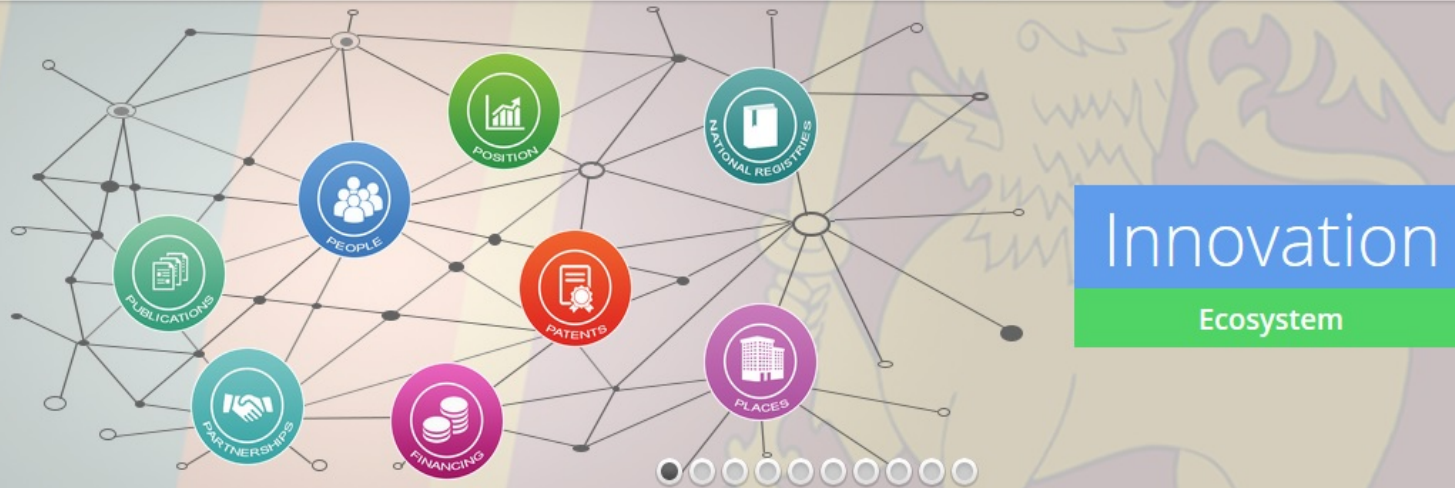 POSITION
NATIONAL REGISTRIES
PEOPLE
PUBLICATIONS
PATENTS
PARTNERSHIPS
FINANCING
PLACES
Innovation
Ecosystem